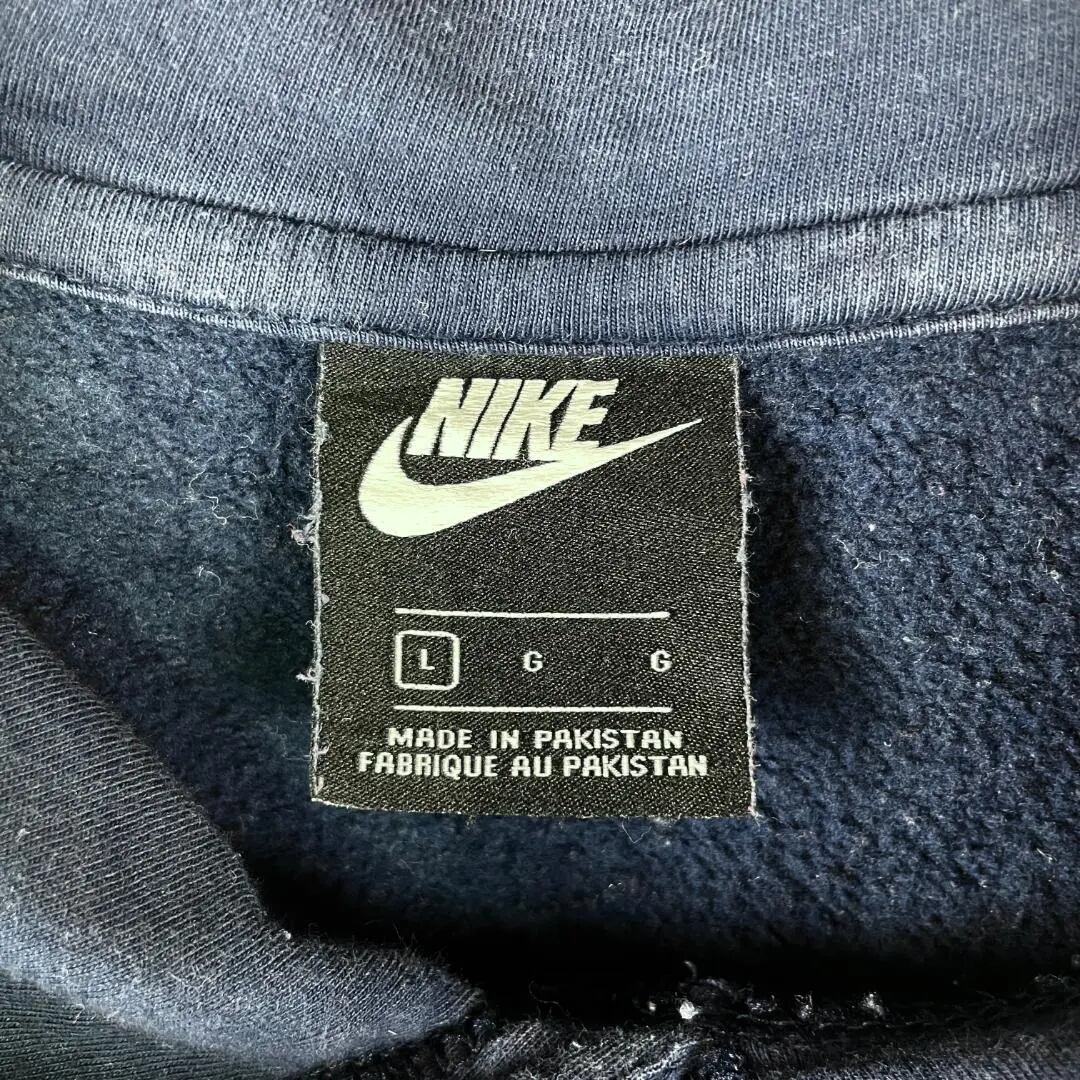 NIKE
L G G
MADE IN PAKISTAN
FABRIQUE AU PAKISTAN